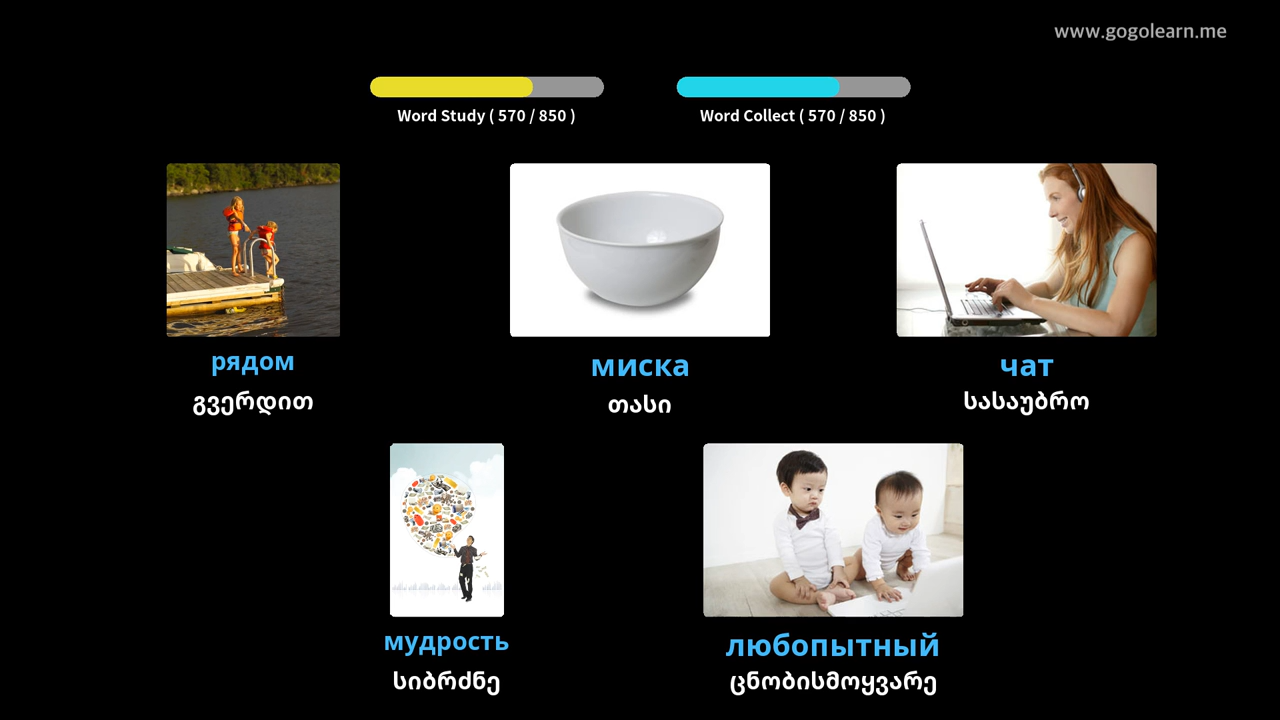 www.gogolearn.me
Word Study ( 570 / 850 )
Word Collect ( 570 / 850 )
рядом
გვერდით
миска
თასი
чат
სასაუბრო
мудрость
სიბრძნე
любопытный
ცნობისმოყვარე